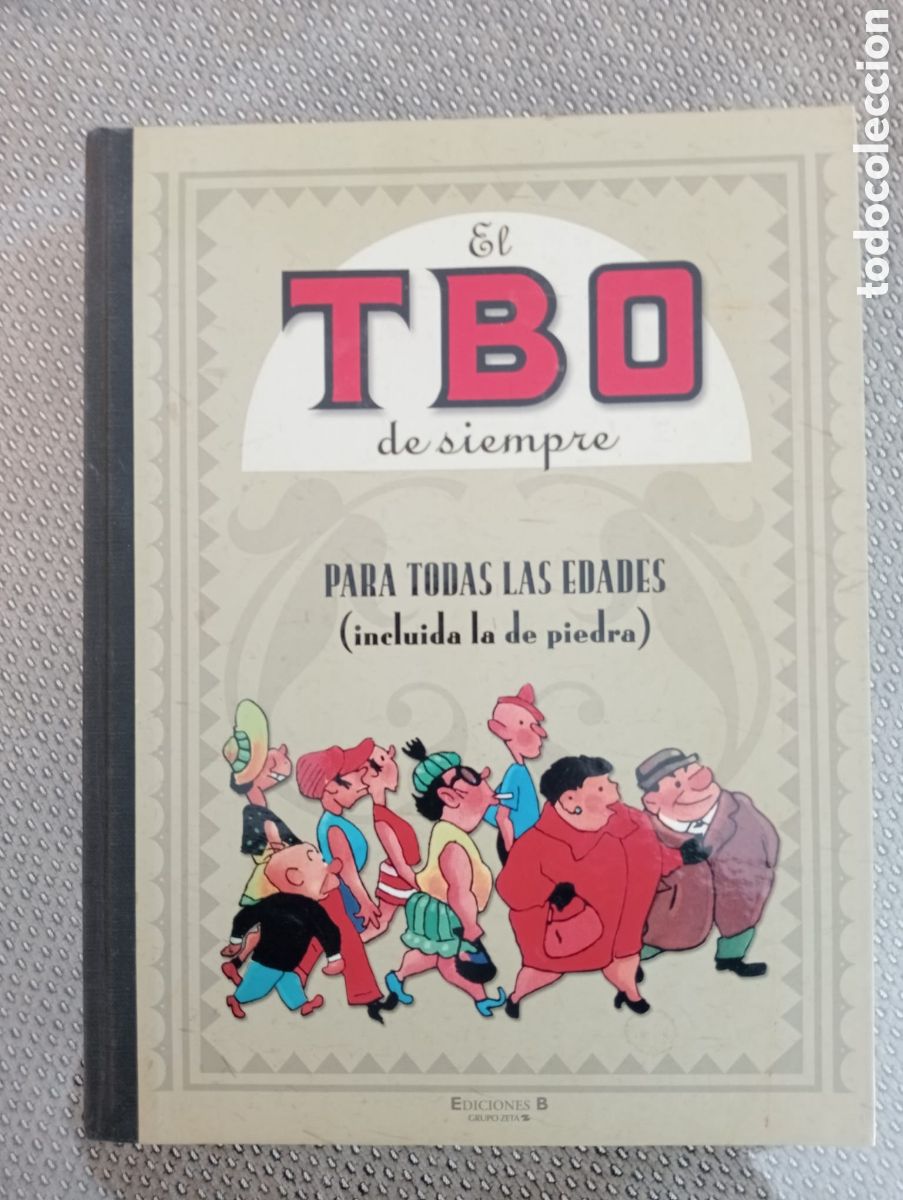 El
TBO
de siempre
PARA TODAS LAS EDADES
(incluida la de piedra)
EDICIONES B
GRUPO ZETA
todocoleccion